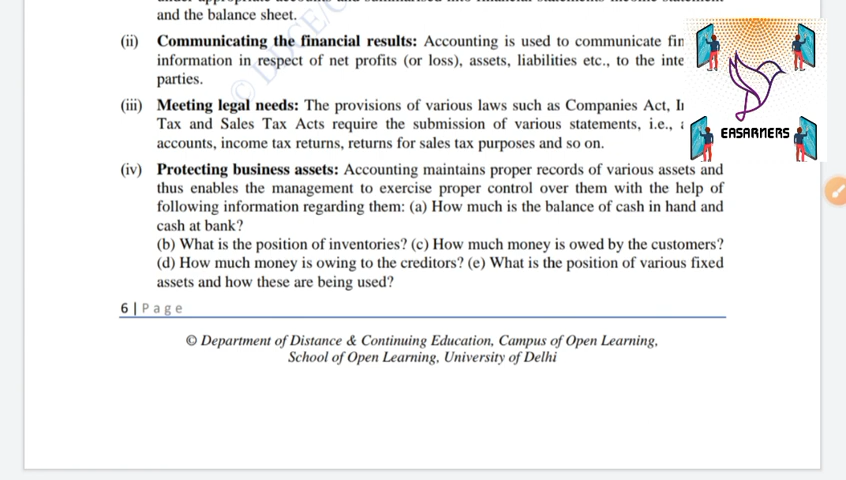 and the balance sheet.
(ii) Communicating the financial results: Accounting is used to communicate fin
information in respect of net profits (or loss), assets, liabilities etc., to the inte
parties.
(iii) Meeting legal needs: The provisions of various laws such as Companies Act, I
Tax and Sales Tax Acts require the submission of various statements, i.e.,
accounts, income tax returns, returns for sales tax purposes and so on.
(iv) Protecting business assets: Accounting maintains proper records of various assets and
thus enables the management to exercise proper control over them with the help of
following information regarding them: (a) How much is the balance of cash in hand and
cash at bank?
(b) What is the position of inventories? (c) How much money is owed by the customers?
(d) How much money is owing to the creditors? (e) What is the position of various fixed
assets and how these are being used?
6 | Page
© Department of Distance & Continuing Education, Campus of Open Learning,
School of Open Learning, University of Delhi
EASARNERS